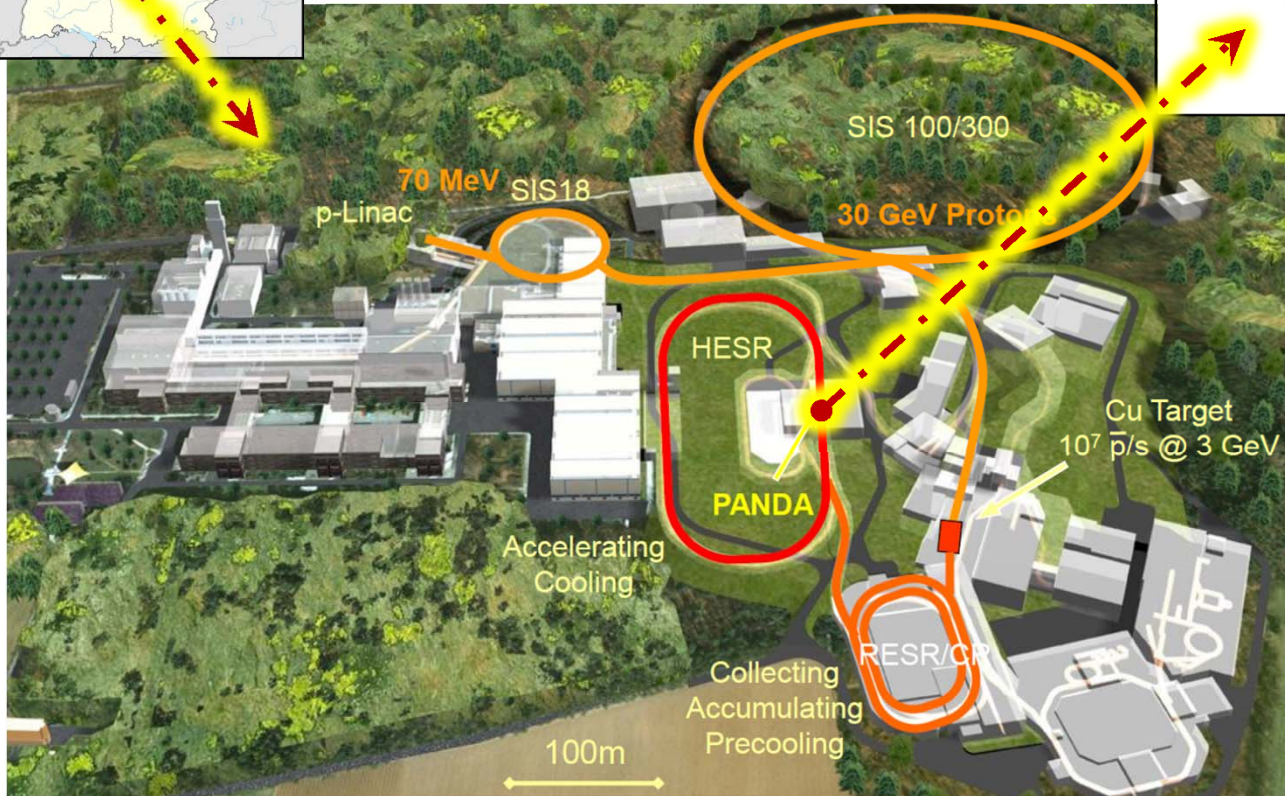 SIS 100/300
70 MeV
SIS18
p-Linac
30 GeV Protons
HESR
Cu Target
10⁷ p̅/s @ 3 GeV
PANDA
Accelerating
Cooling
RESR/CR
Collecting
Accumulating
Precooling
100m